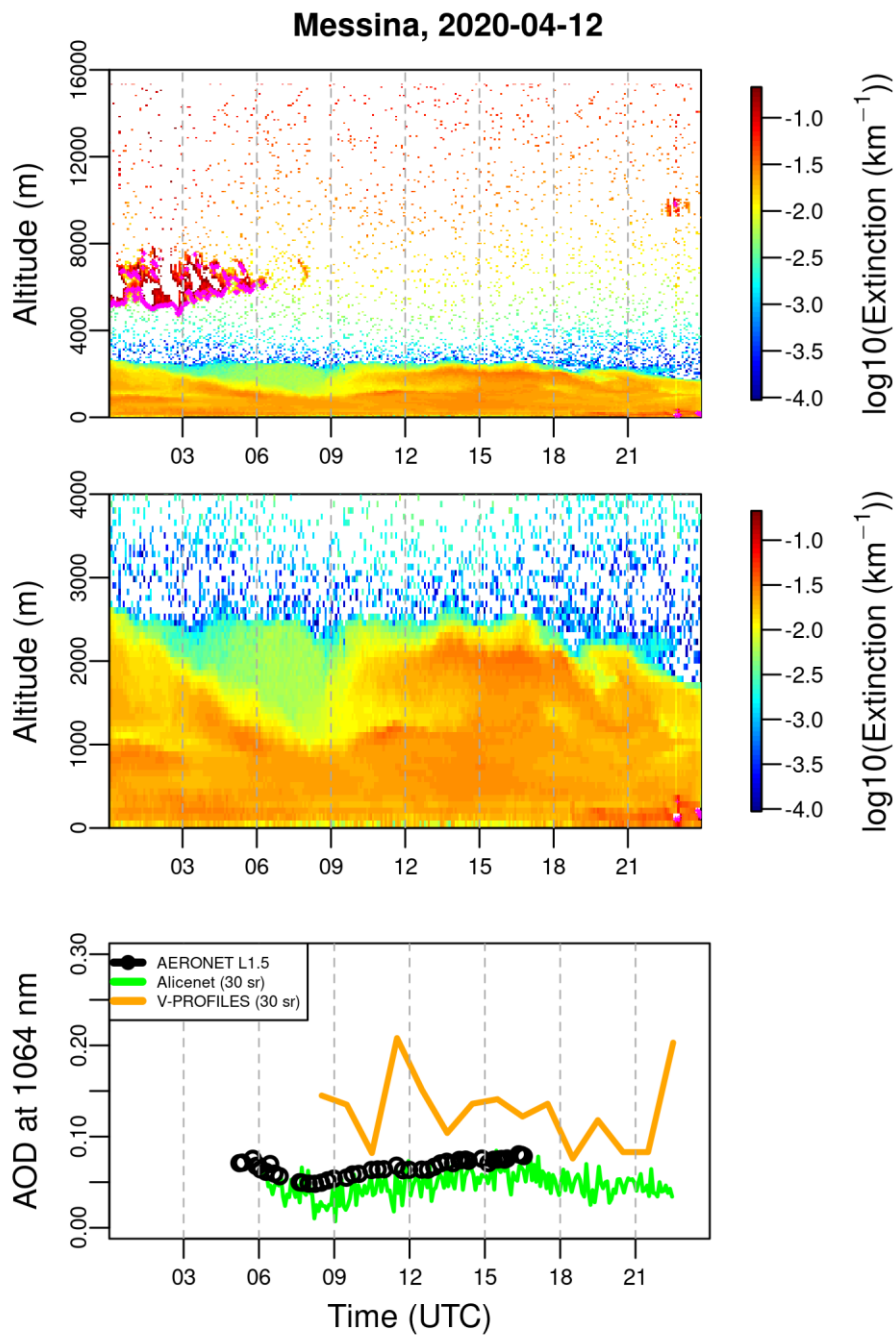 Messina, 2020-04-12
Altitude (m)
16000
12000
8000
4000
0
03 06 09 12 15 18 21
log10(Extinction (km⁻¹))
-1.0
-1.5
-2.0
-2.5
-3.0
-3.5
-4.0
Altitude (m)
4000
3000
2000
1000
0
03 06 09 12 15 18 21
log10(Extinction (km⁻¹))
-1.0
-1.5
-2.0
-2.5
-3.0
-3.5
-4.0
AOD at 1064 nm
0.30
0.20
0.10
0.00
AERONET L1.5
Alicenet (30 sr)
V-PROFILES (30 sr)
03 06 09 12 15 18 21
Time (UTC)